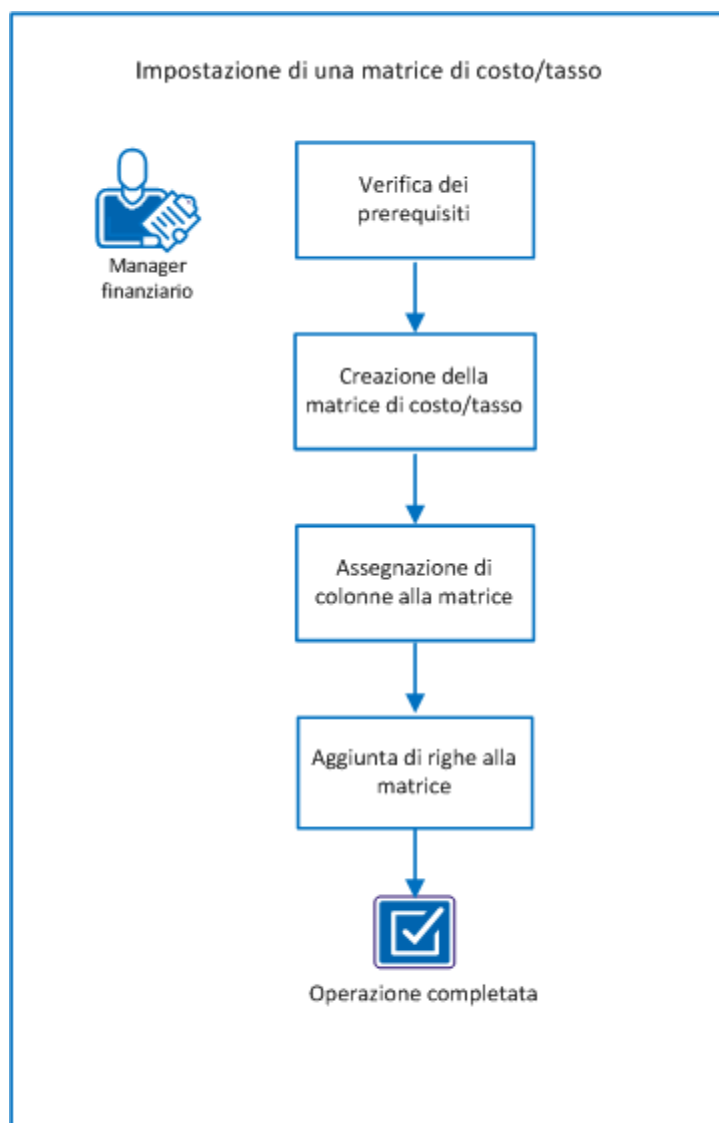 Impostazione di una matrice di costo/tasso
Manager
finanziario
Verifica dei
prerequisiti
Creazione della
matrice di costo/tasso
Assegnazione di
colonne alla matrice
Aggiunta di righe alla
matrice
Operazione completata